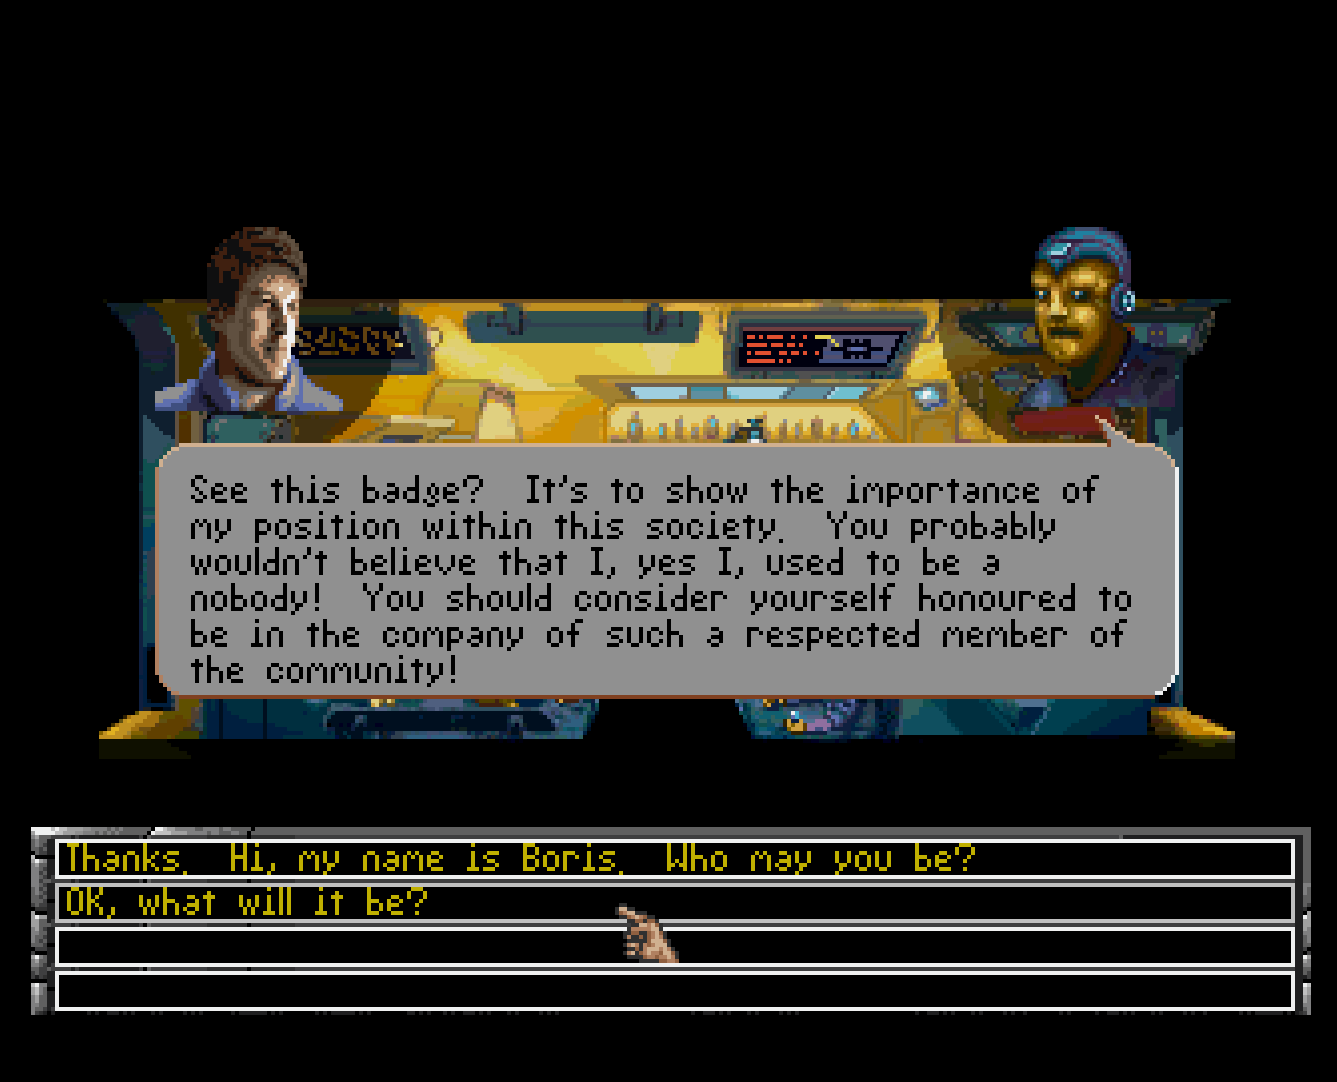 See this badge?  It's to show the importance of
my position within this society.  You probably
wouldn't believe that I, yes I, used to be a
nobody!  You should consider yourself honoured to
be in the company of such a respected member of
the community!
Thanks.  Hi, my name is Boris.  Who may you be?
OK, what will it be?